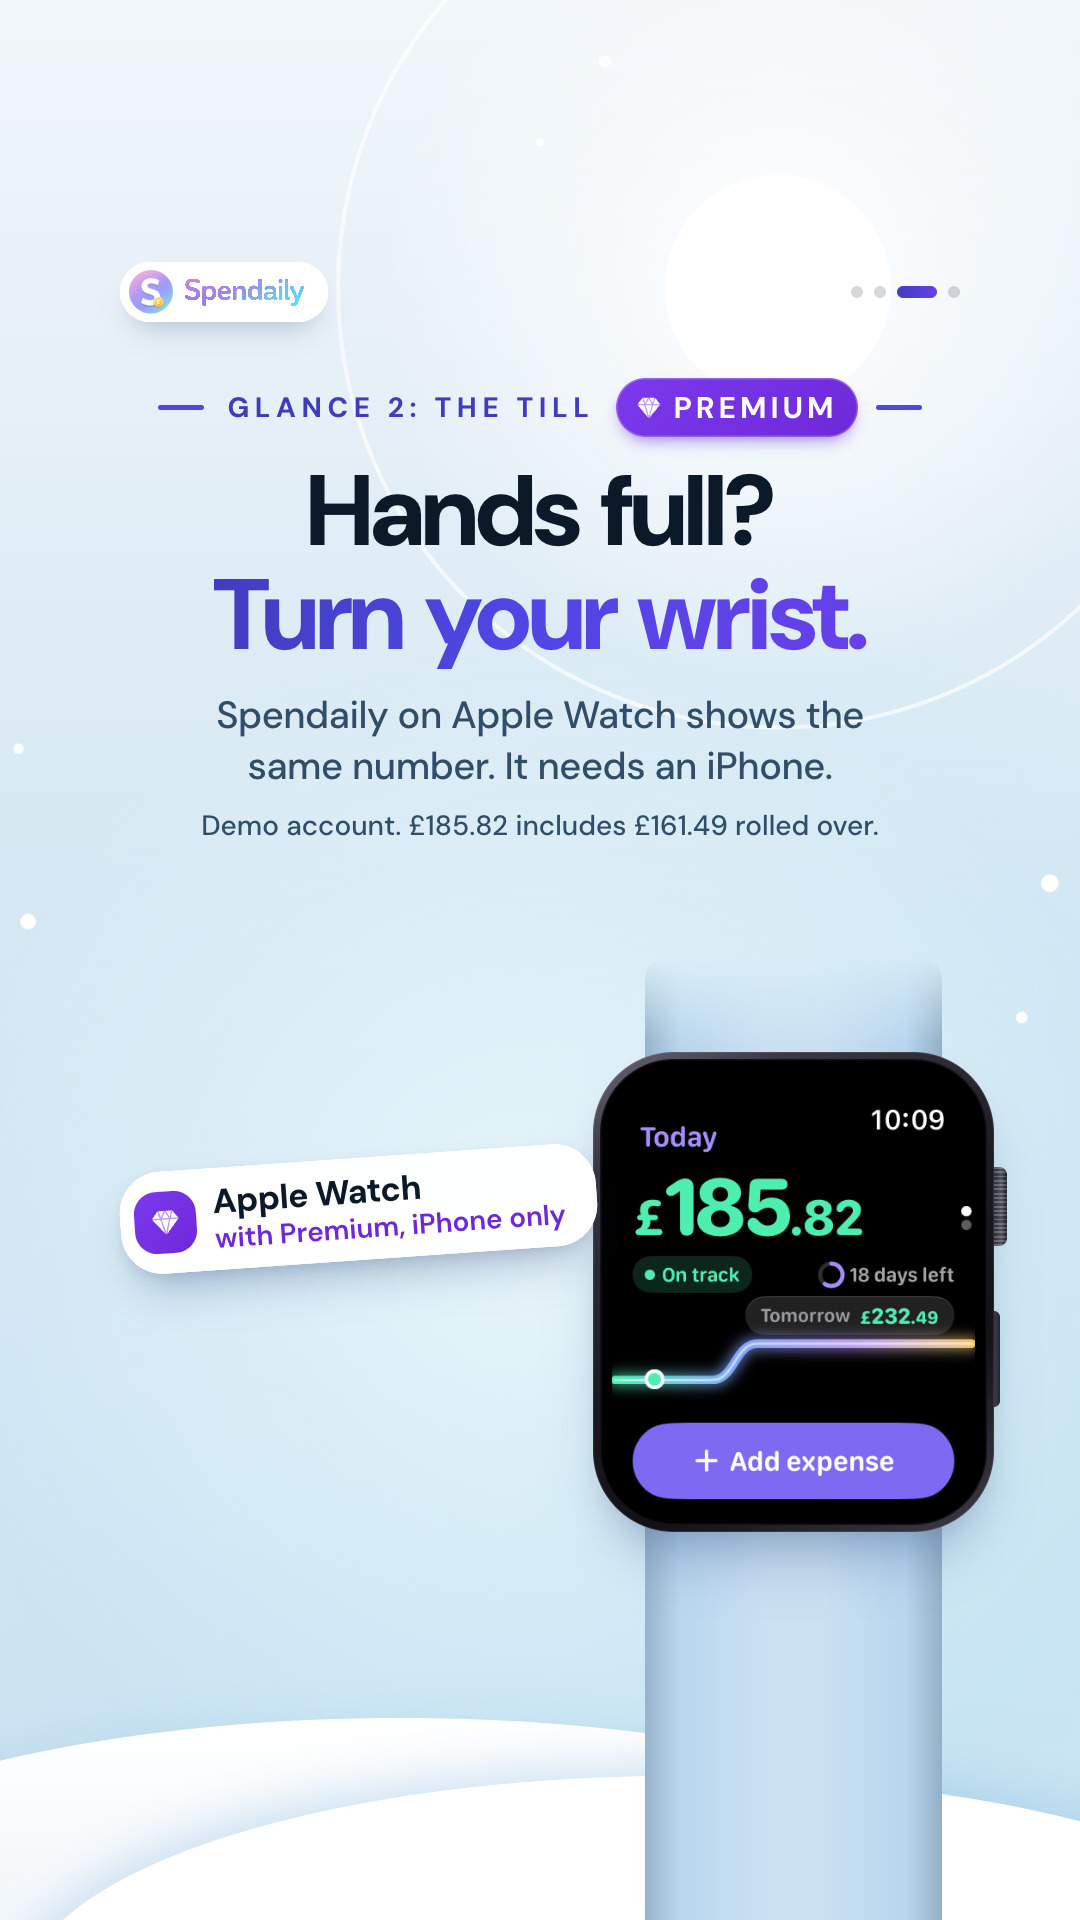 Spendaily
GLANCE 2: THE TILL PREMIUM
Hands full?
Turn your wrist.
Spendaily on Apple Watch shows the
same number. It needs an iPhone.
Demo account. £185.82 includes £161.49 rolled over.
Apple Watch
with Premium, iPhone only
10:09
Today
£185.82
On track 18 days left
Tomorrow £232.49
+ Add expense